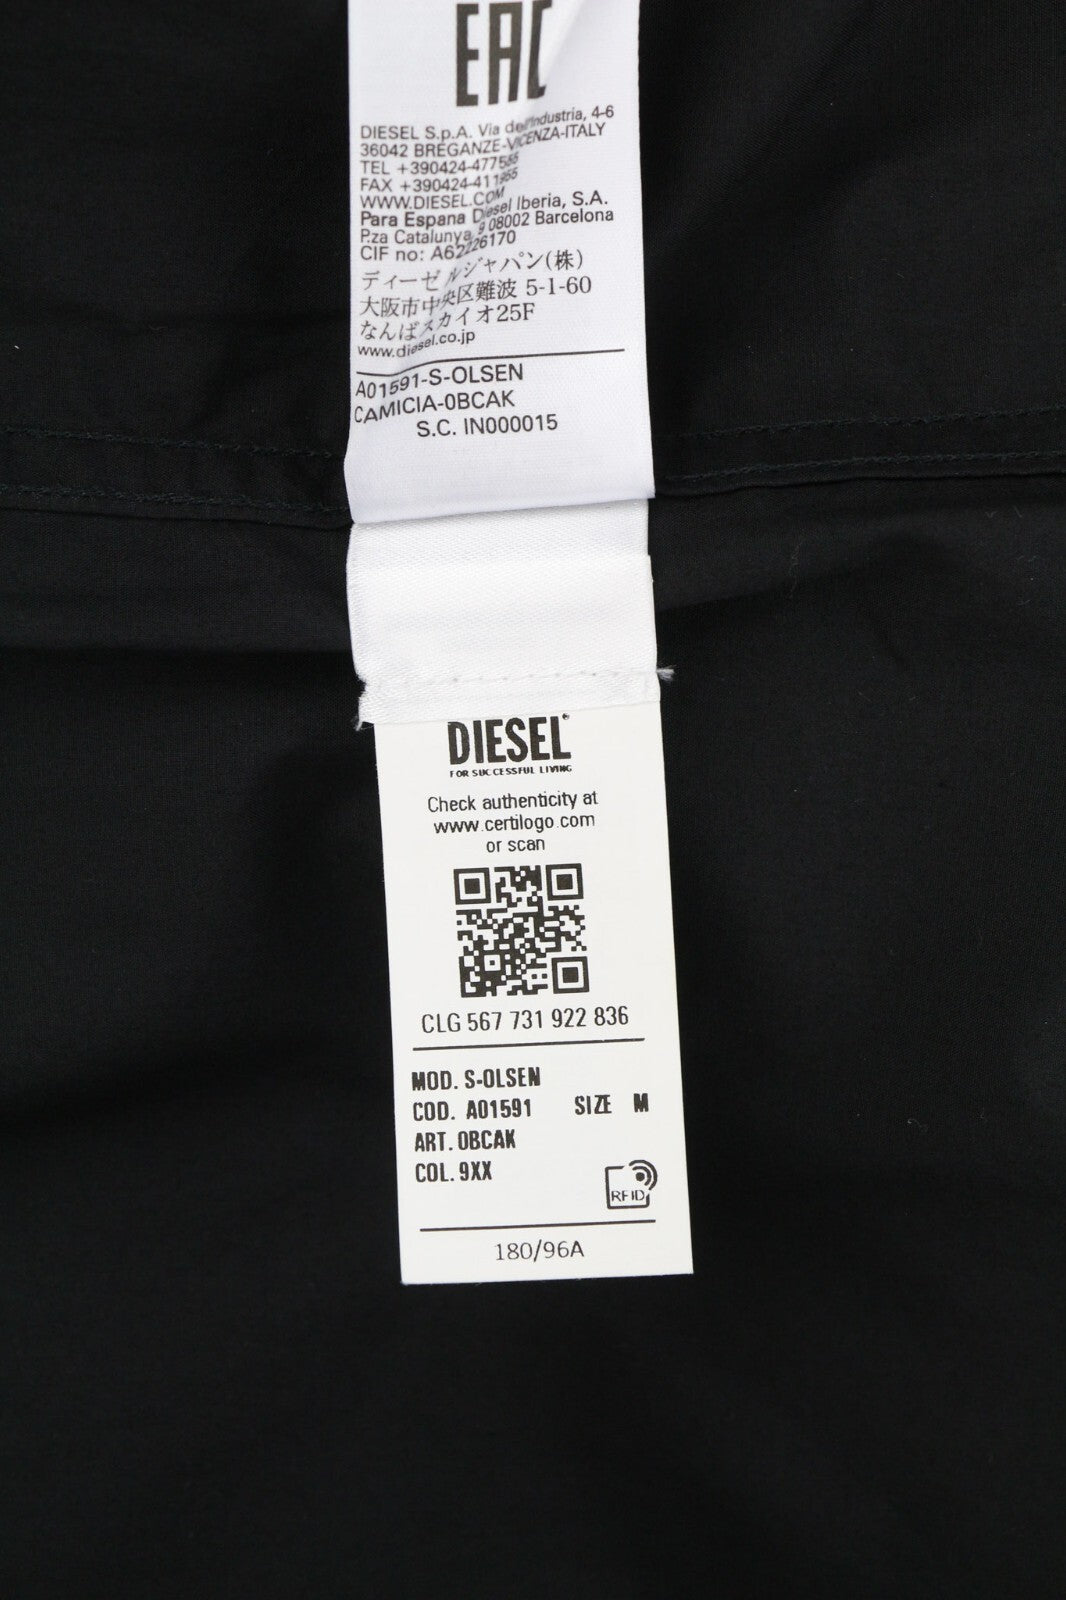 EAC
DIESEL S.p.A. Via dell'Industria, 4-6
36042 BREGANZE-VICENZA-ITALY
TEL +390424-477555
FAX +390424-411955
WWW.DIESEL.COM
Para Espana Diesel Iberia, S.A.
P.za Catalunya 9 08002 Barcelona
CIF no: A62226170
ディーゼルジャパン(株)
大阪市中央区難波 5-1-60
なんばスカイオ25F
www.diesel.co.jp
A01591-S-OLSEN
CAMICIA-0BCAK
S.C. IN000015
DIESEL
FOR SUCCESSFUL LIVING
Check authenticity at
www.certilogo.com
or scan
CLG 567 731 922 836
MOD. S-OLSEN
COD. A01591 SIZE M
ART. 0BCAK
COL. 9XX
RFID
180/96A